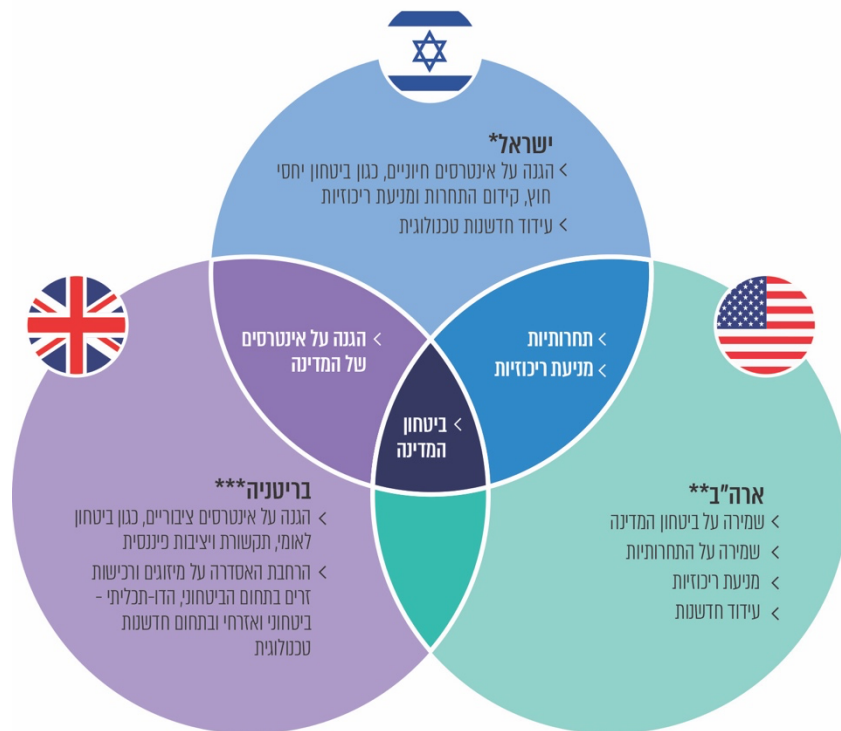 ישראל*
> הגנה על אינטרסים חיוניים, כגון ביטחון יחסי
חוץ, קידום התחרות ומניעת ריכוזיות
> עידוד חדשנות טכנולוגית
> הגנה על אינטרסים
של המדינה
> תחרותיות
> מניעת ריכוזיות
> ביטחון
המדינה
ארה"ב**
> שמירה על ביטחון המדינה
> שמירה על התחרותיות
> מניעת ריכוזיות
> עידוד חדשנות
בריטניה***
> הגנה על אינטרסים ציבוריים, כגון ביטחון
לאומי, תקשורת ויציבות פיננסית
> הרחבת האסדרה על מיזוגים ורכישות
זרים בתחום הביטחוני, הדו-תכליתי -
ביטחוני ואזרחי ובתחום חדשנות
טכנולוגית